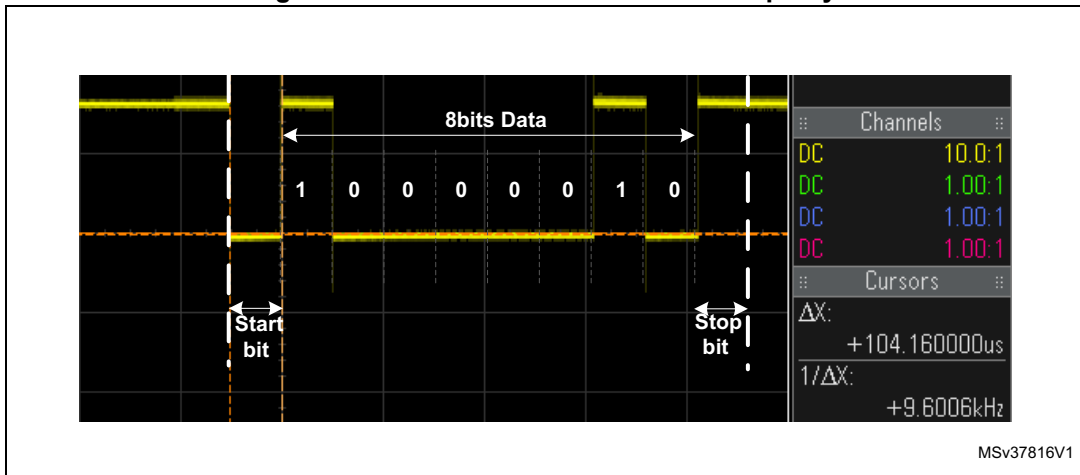 8bits Data
1 0 0 0 0 0 1 0
Start
bit
Stop
bit
Channels
DC 10.0:1
DC 1.00:1
DC 1.00:1
DC 1.00:1
Cursors
ΔX:
+104.160000us
1/ΔX:
+9.6006kHz
MSv37816V1